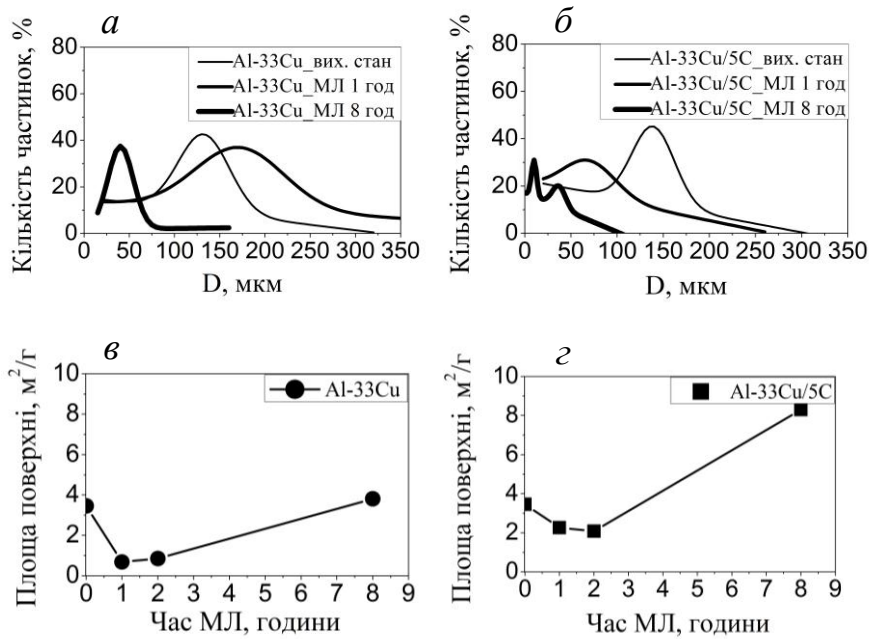 а
Кількість частинок, %
80
60
40
20
0
Al-33Cu_вих. стан
Al-33Cu_МЛ 1 год
Al-33Cu_МЛ 8 год
0 50 100 150 200 250 300 350
D, мкм
б
Кількість частинок, %
80
60
40
20
0
Al-33Cu/5C_вих. стан
Al-33Cu/5C_МЛ 1 год
Al-33Cu/5C_МЛ 8 год
0 50 100 150 200 250 300 350
D, мкм
в
Площа поверхні, м²/г
10
8
6
4
2
0
Al-33Cu
0 1 2 3 4 5 6 7 8 9
Час МЛ, години
г
Площа поверхні, м²/г
10
8
6
4
2
0
Al-33Cu/5C
0 1 2 3 4 5 6 7 8 9
Час МЛ, години